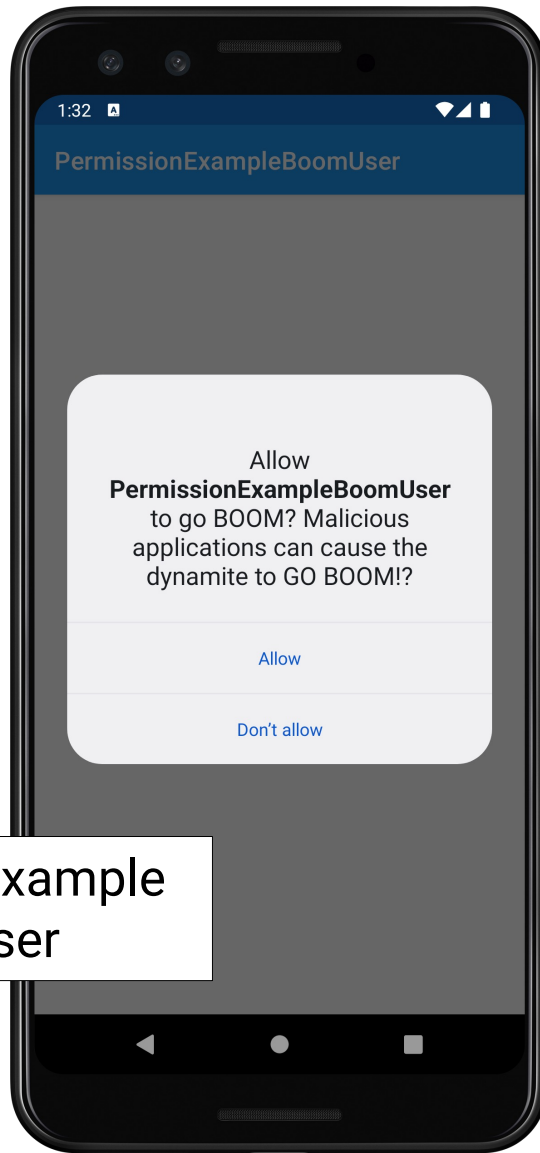 1:32 A
PermissionExampleBoomUser
Allow
PermissionExampleBoomUser
to go BOOM? Malicious
applications can cause the
dynamite to GO BOOM!?
Allow
Don’t allow
xample
ser